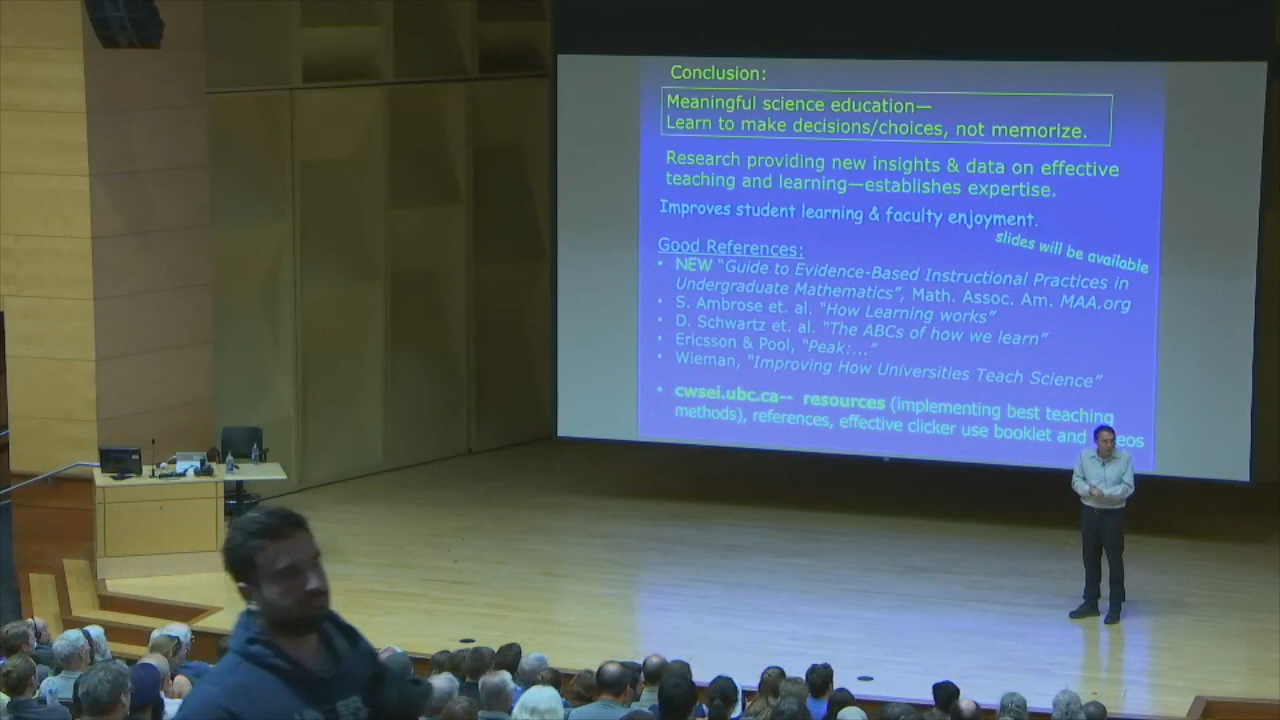 Conclusion:
Meaningful science education—
Learn to make decisions/choices, not memorize.
Research providing new insights & data on effective
teaching and learning—establishes expertise.
Improves student learning & faculty enjoyment.
slides will be available
Good References:
• NEW “Guide to Evidence-Based Instructional Practices in
Undergraduate Mathematics”, Math. Assoc. Am. MAA.org
• S. Ambrose et. al. “How Learning works”
• D. Schwartz et. al. “The ABCs of how we learn”
• Ericsson & Pool, “Peak:...”
• Wieman, “Improving How Universities Teach Science”
• cwsei.ubc.ca-- resources (implementing best teaching
methods), references, effective clicker use booklet and